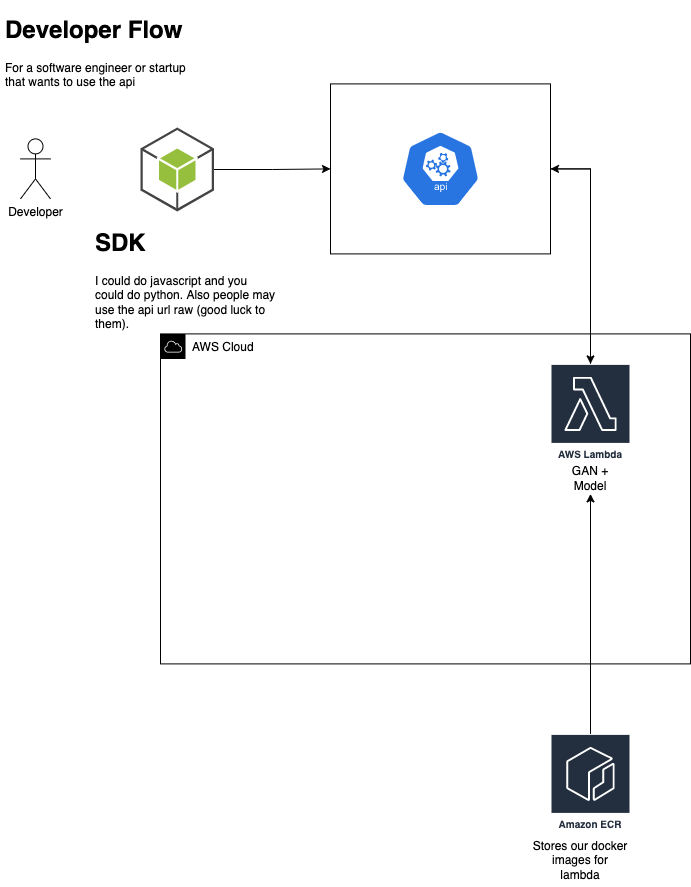 Developer Flow
For a software engineer or startup
that wants to use the api
api
Developer
SDK
I could do javascript and you
could do python. Also people may
use the api url raw (good luck to
them).
AWS Cloud
AWS Lambda
GAN +
Model
Amazon ECR
Stores our docker
images for
lambda